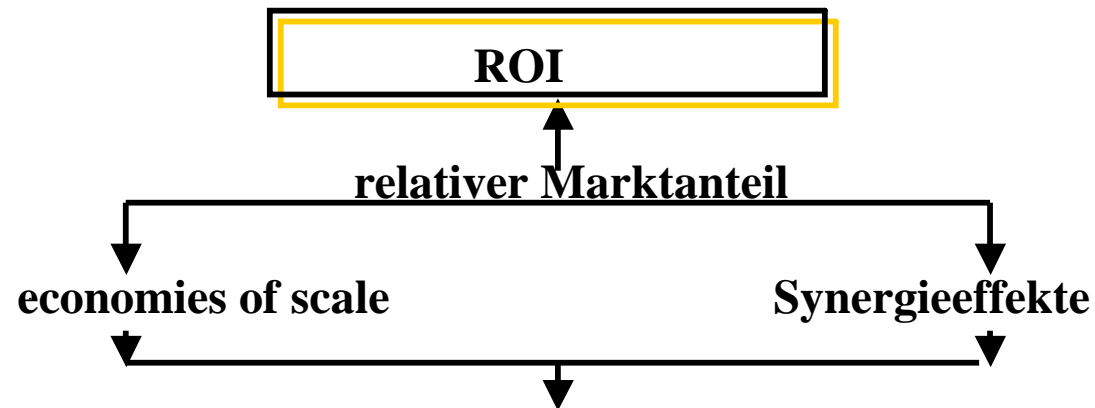 ROI
relativer Marktanteil
economies of scale
Synergieeffekte